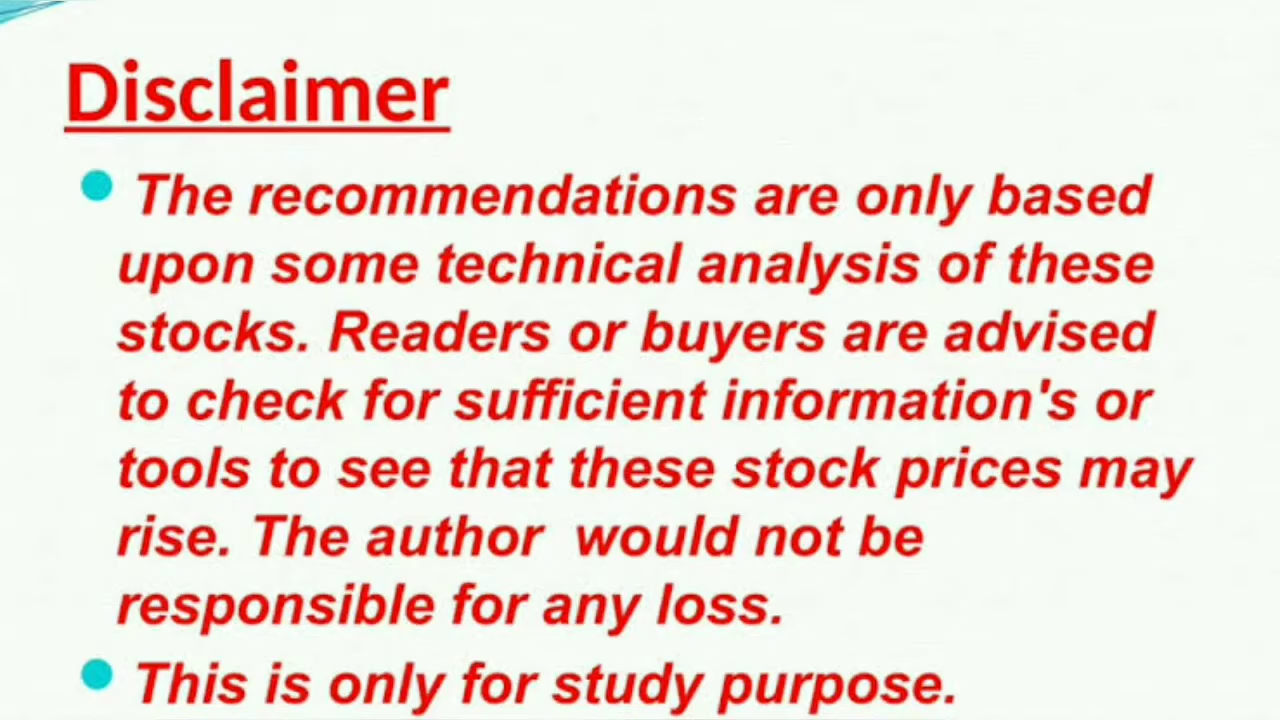 Disclaimer
The recommendations are only based
upon some technical analysis of these
stocks. Readers or buyers are advised
to check for sufficient information's or
tools to see that these stock prices may
rise. The author  would not be
responsible for any loss.
This is only for study purpose.